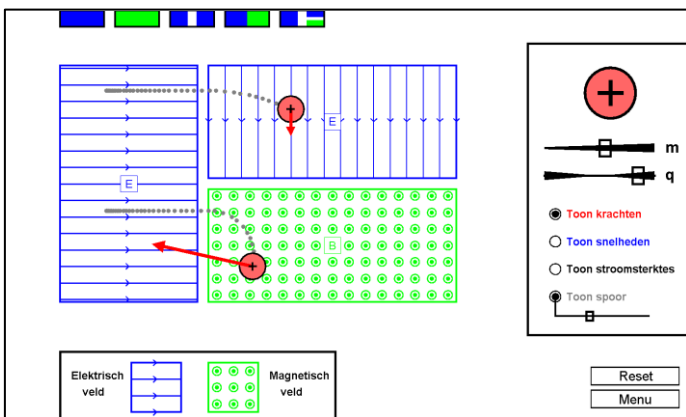 E
E
B
m
q
Toon krachten
Toon snelheden
Toon stroomsterktes
Toon spoor
Elektrisch
veld
Magnetisch
veld
Reset
Menu